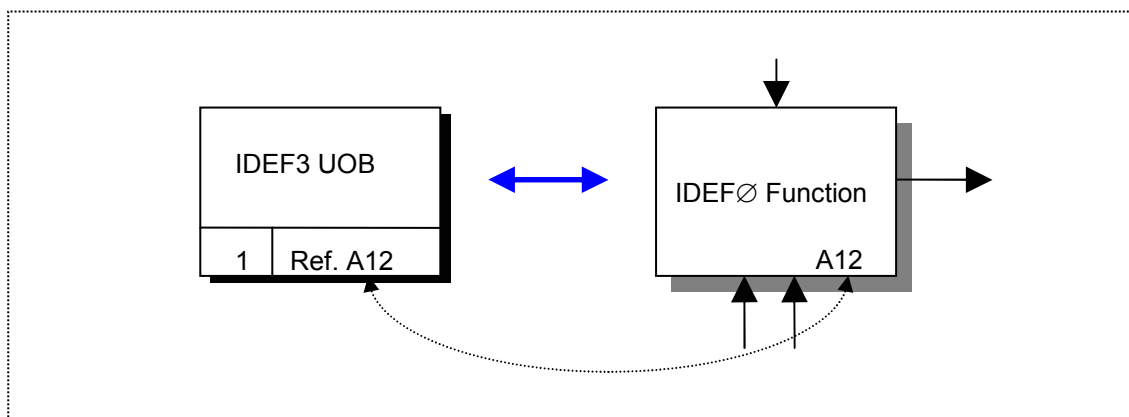 IDEF3 UOB
1 Ref. A12
IDEF∅ Function
A12